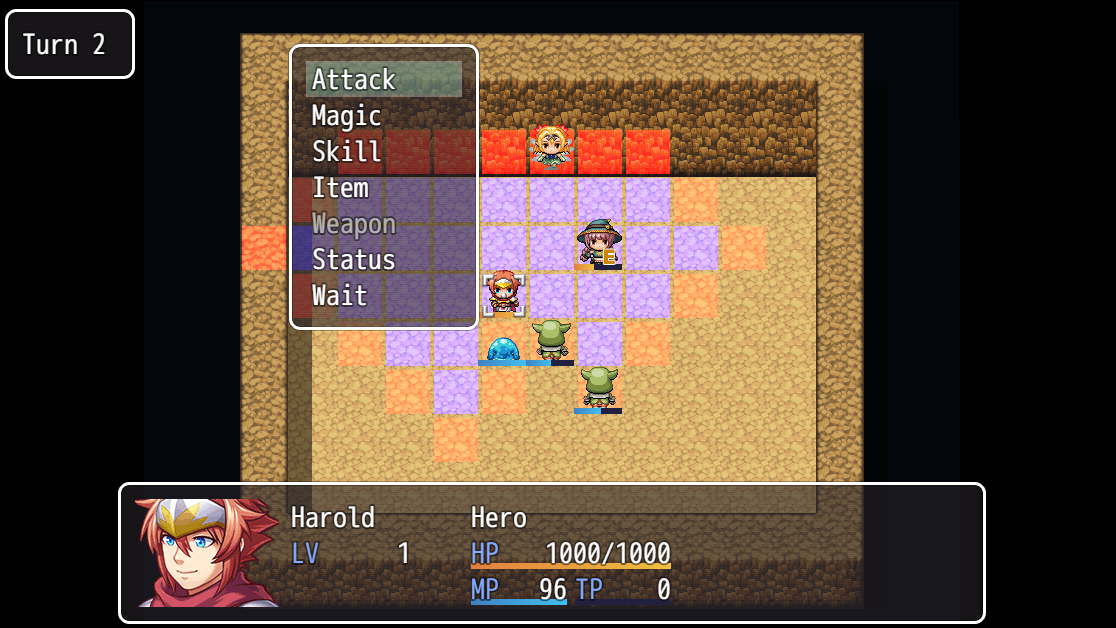 Turn 2
Attack
Magic
Skill
Item
Weapon
Status
Wait
E
Harold Hero
LV 1 HP 1000/1000
MP 96 TP 0